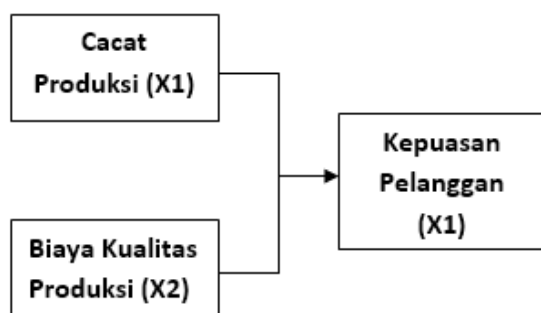 Cacat
Produksi (X1)
Kepuasan
Pelanggan
(X1)
Biaya Kualitas
Produksi (X2)